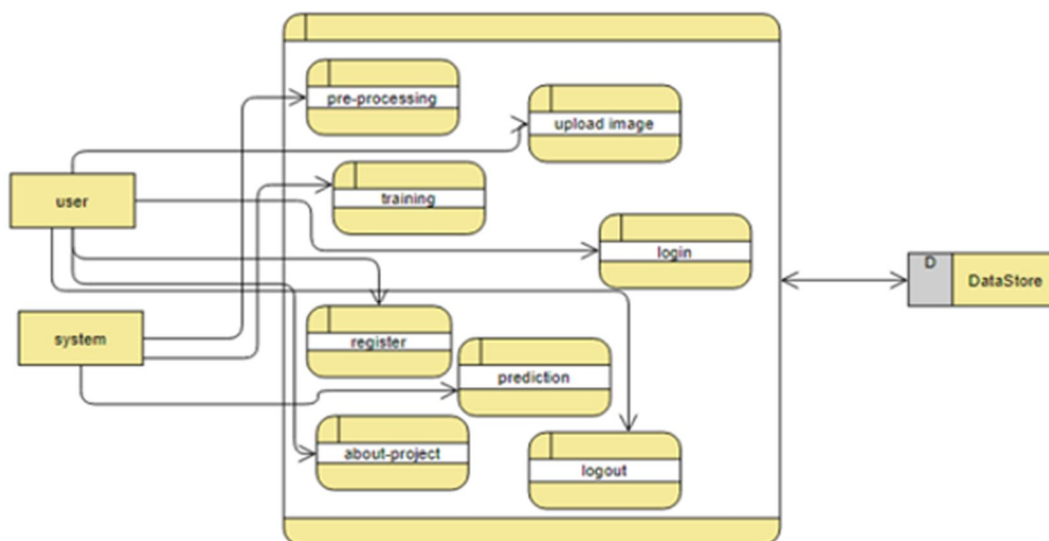 pre-processing
upload image
user
training
login
D
DataStore
system
register
prediction
about-project
logout